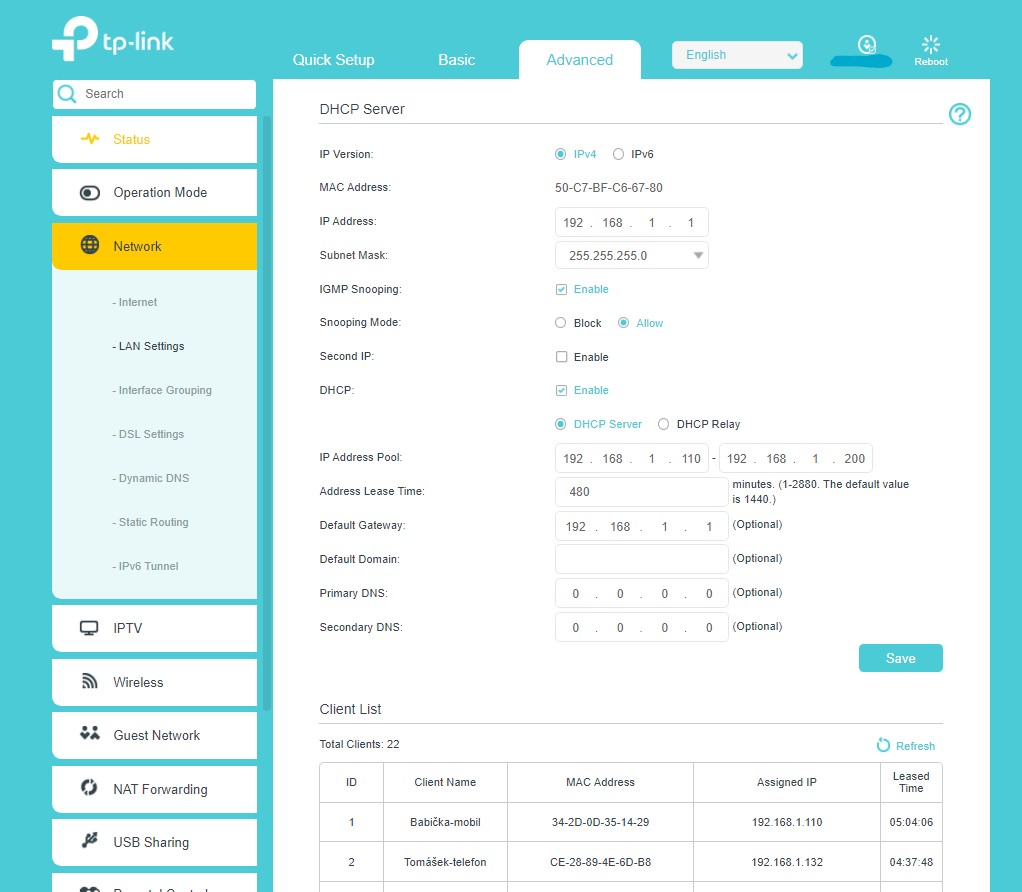 tp-link
Quick Setup Basic Advanced English Reboot
Search
Status
Operation Mode
Network
- Internet
- LAN Settings
- Interface Grouping
- DSL Settings
- Dynamic DNS
- Static Routing
- IPv6 Tunnel
IPTV
Wireless
Guest Network
NAT Forwarding
USB Sharing
DHCP Server
IP Version: IPv4 IPv6
MAC Address: 50-C7-BF-C6-67-80
IP Address: 192 . 168 . 1 . 1
Subnet Mask: 255.255.255.0
IGMP Snooping: Enable
Snooping Mode: Block Allow
Second IP: Enable
DHCP: Enable
DHCP Server DHCP Relay
IP Address Pool: 192 . 168 . 1 . 110 - 192 . 168 . 1 . 200
Address Lease Time: 480 minutes. (1-2880. The default value
is 1440.)
Default Gateway: 192 . 168 . 1 . 1 (Optional)
Default Domain: (Optional)
Primary DNS: 0 . 0 . 0 . 0 (Optional)
Secondary DNS: 0 . 0 . 0 . 0 (Optional)
Save
Client List
Total Clients: 22 Refresh
ID Client Name MAC Address Assigned IP Leased
Time
1 Babička-mobil 34-2D-0D-35-14-29 192.168.1.110 05:04:06
2 Tomášek-telefon CE-28-89-4E-6D-B8 192.168.1.132 04:37:48